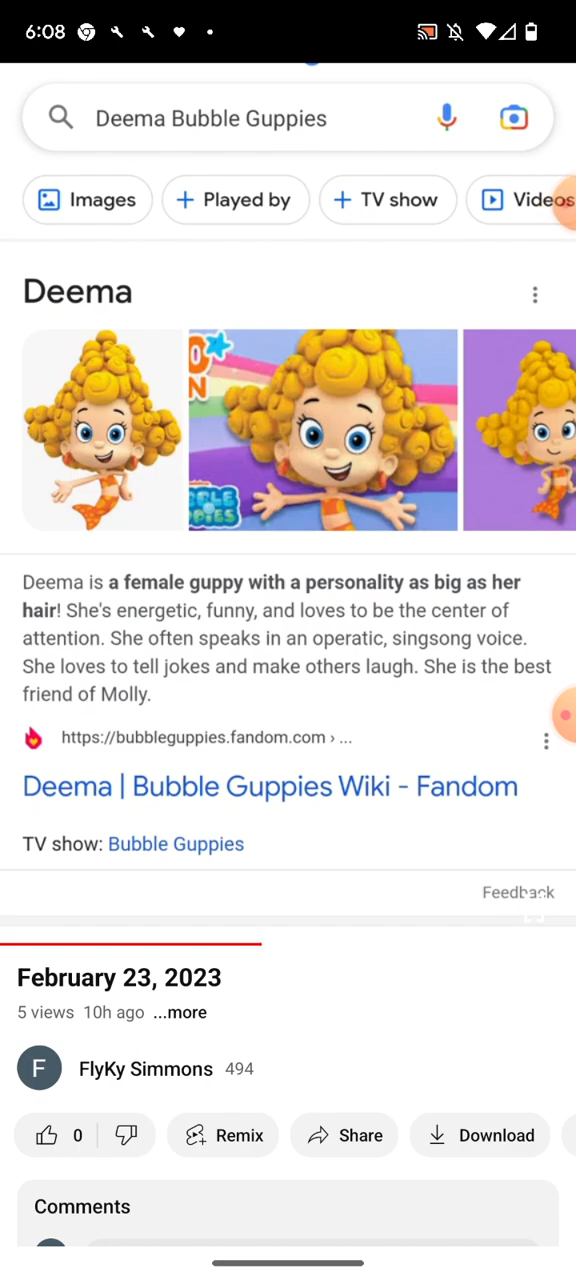 6:08
Deema Bubble Guppies
Images
Played by
TV show
Videos
Deema
Deema is a female guppy with a personality as big as her
hair! She's energetic, funny, and loves to be the center of
attention. She often speaks in an operatic, singsong voice.
She loves to tell jokes and make others laugh. She is the best
friend of Molly.
https://bubbleguppies.fandom.com › ...
Deema | Bubble Guppies Wiki - Fandom
TV show: Bubble Guppies
Feedback
February 23, 2023
5 views 10h ago ...more
F
FlyKy Simmons 494
0
Remix
Share
Download
Comments